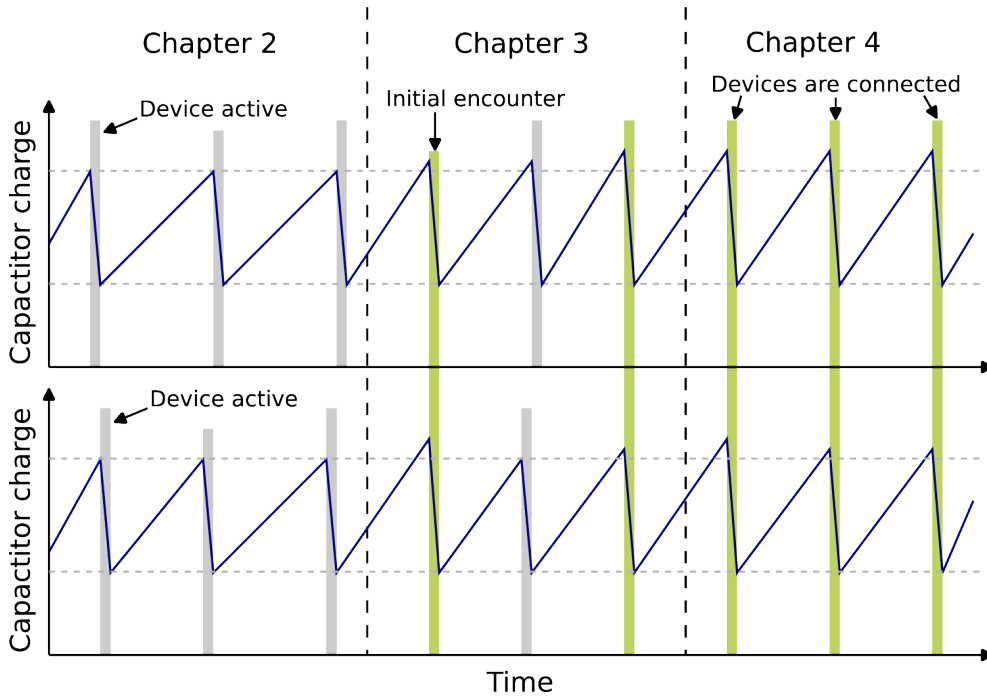 Chapter 2
Chapter 3
Chapter 4
Device active
Initial encounter
Devices are connected
Capactitor charge
Device active
Capactitor charge
Time